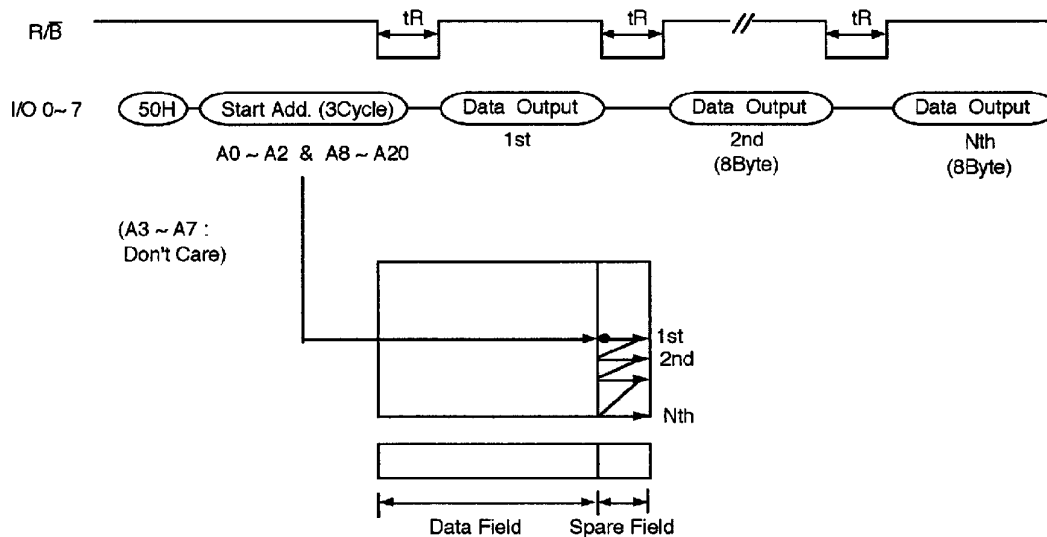 tR tR tR
R/B̅
I/O 0~7 50H Start Add. (3Cycle) Data Output Data Output Data Output
A0 ~ A2 & A8 ~ A20 1st 2nd Nth
(8Byte) (8Byte)
(A3 ~ A7 :
Don't Care)
1st
2nd
Nth
Data Field Spare Field